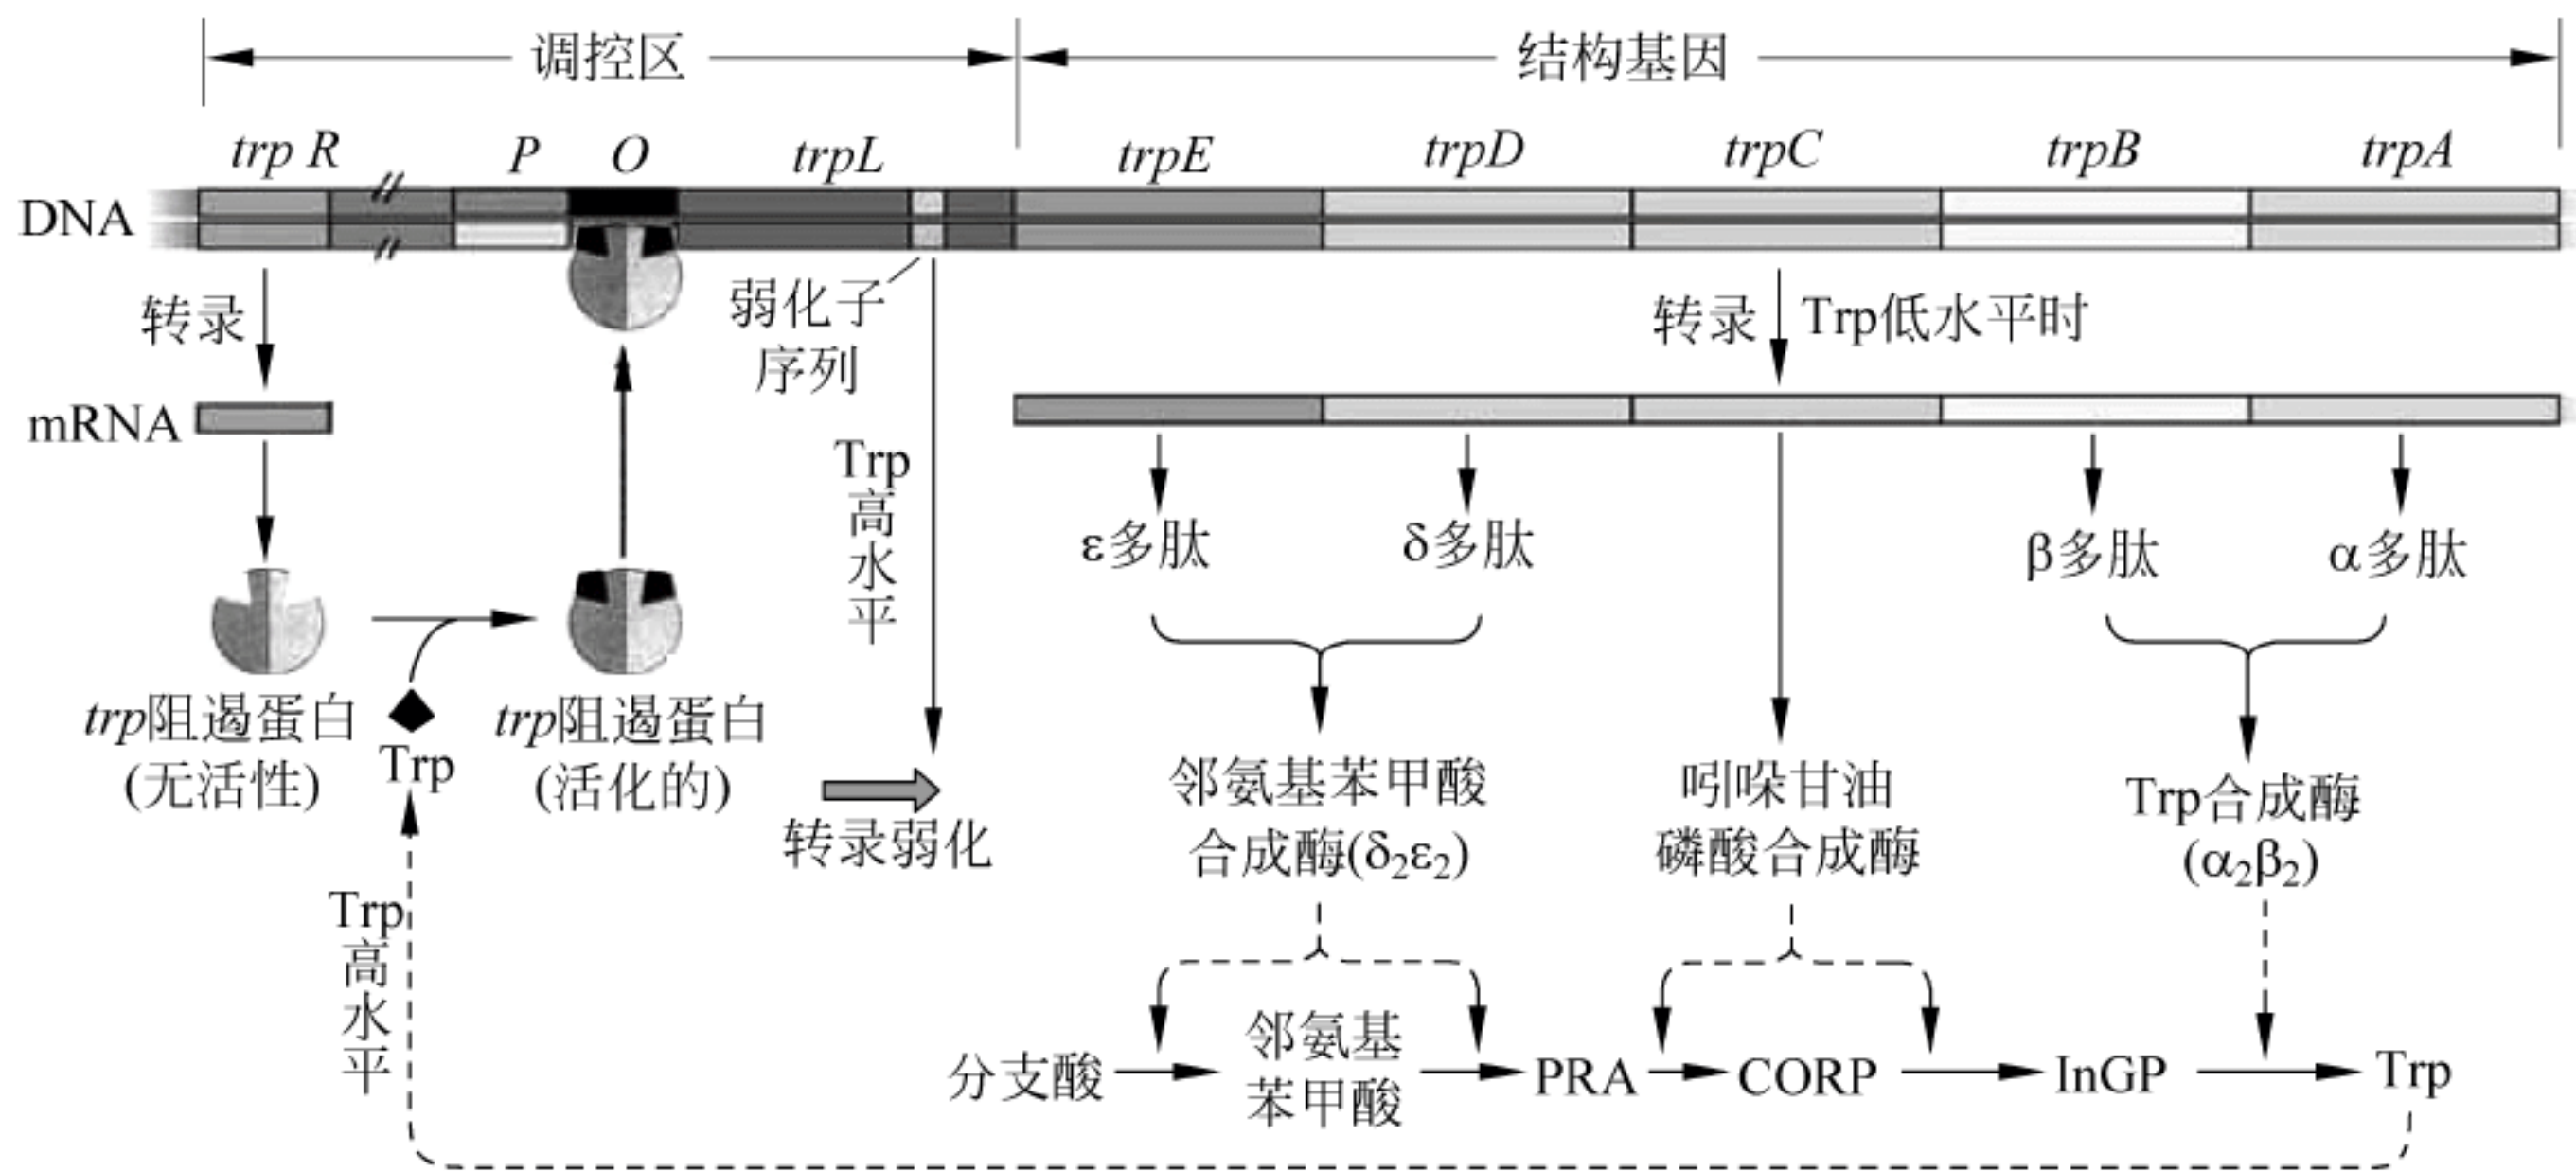 调控区
结构基因
trp R
P
O
trpL
trpE
trpD
trpC
trpB
trpA
DNA
弱化子
序列
转录
转录
Trp低水平时
mRNA
Trp
高
水
平
ε多肽
δ多肽
β多肽
α多肽
trp阻遏蛋白
(无活性)
Trp
trp阻遏蛋白
(活化的)
转录弱化
邻氨基苯甲酸
合成酶(δ₂ε₂)
吲哚甘油
磷酸合成酶
Trp合成酶
(α₂β₂)
Trp
高
水
平
分支酸
邻氨基
苯甲酸
PRA
CORP
InGP
Trp